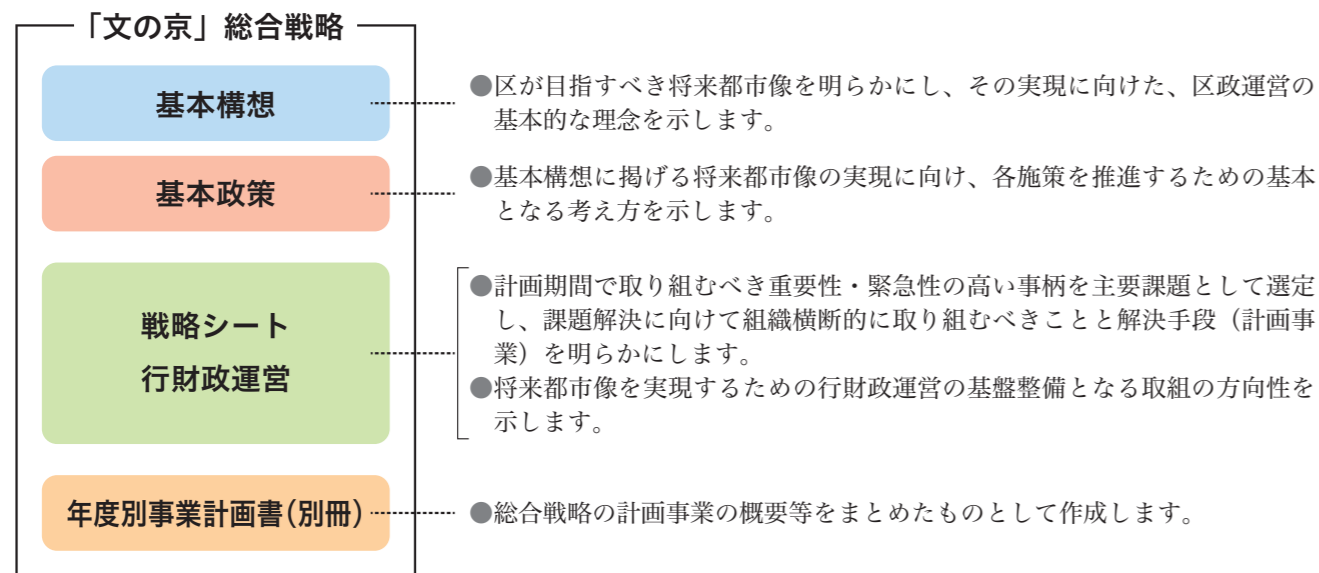 「文の京」総合戦略
基本構想
●区が目指すべき将来都市像を明らかにし、その実現に向けた、区政運営の
基本的な理念を示します。
基本政策
●基本構想に掲げる将来都市像の実現に向け、各施策を推進するための基本
となる考え方を示します。
戦略シート
行財政運営
●計画期間で取り組むべき重要性・緊急性の高い事柄を主要課題として選定
し、課題解決に向けて組織横断的に取り組むべきことと解決手段（計画事
業）を明らかにします。
●将来都市像を実現するための行財政運営の基盤整備となる取組の方向性を
示します。
年度別事業計画書（別冊）
●総合戦略の計画事業の概要等をまとめたものとして作成します。